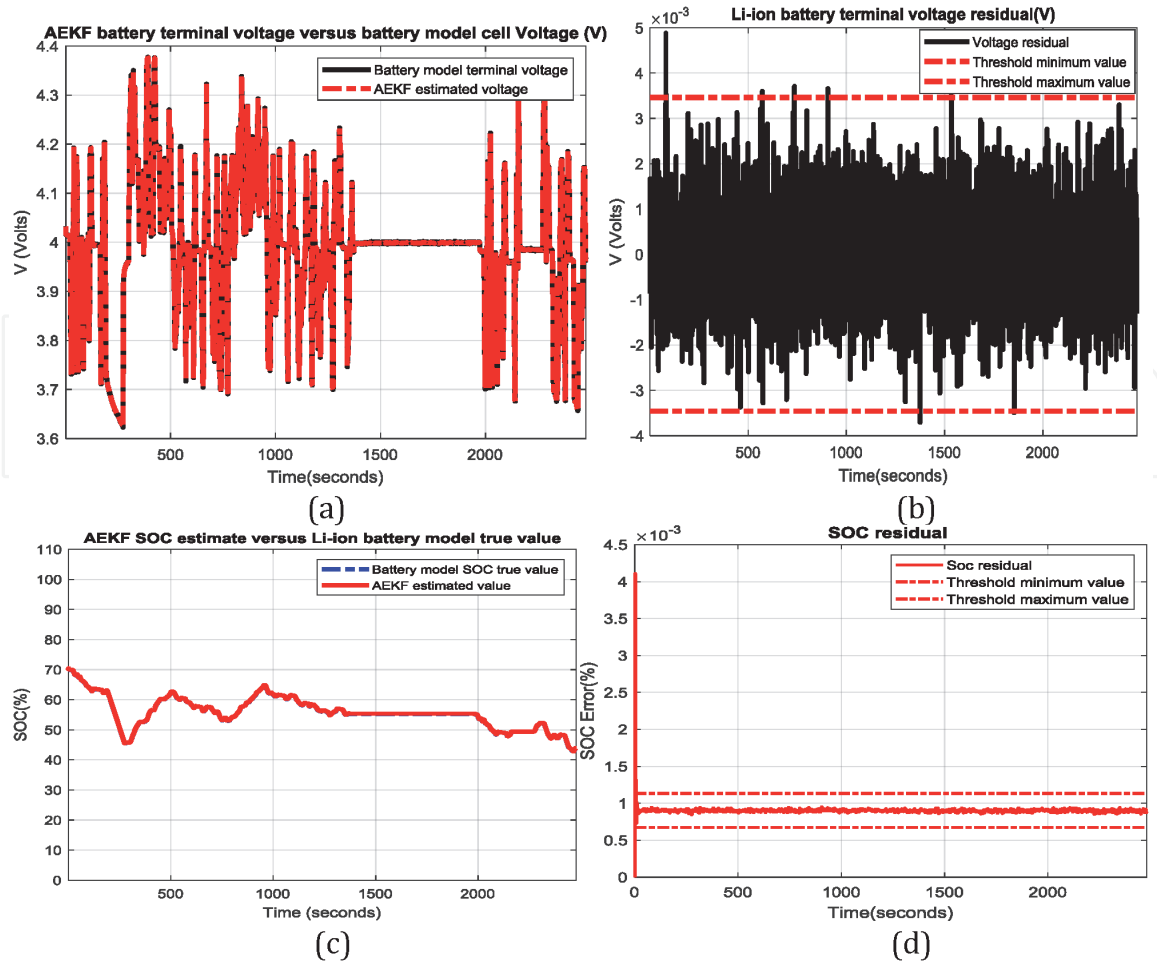 AEKF battery terminal voltage versus battery model cell Voltage (V)
4.4
4.3
4.2
4.1
4
3.9
3.8
3.7
3.6
V (Volts)
Battery model terminal voltage
AEKF estimated voltage
500
1000
1500
2000
Time(seconds)
(a)
×10⁻³
Li-ion battery terminal voltage residual(V)
5
4
3
2
1
0
-1
-2
-3
-4
V (Volts)
Voltage residual
Threshold minimum value
Threshold maximum value
500
1000
1500
2000
Time(seconds)
(b)
AEKF SOC estimate versus Li-ion battery model true value
110
100
90
80
70
60
50
40
30
20
10
0
SOC(%)
Battery model SOC true value
AEKF estimated value
500
1000
1500
2000
Time (seconds)
(c)
×10⁻³
SOC residual
4.5
4
3.5
3
2.5
2
1.5
1
0.5
0
SOC Error(%)
Soc residual
Threshold minimum value
Threshold maximum value
0
500
1000
1500
2000
Time(seconds)
(d)